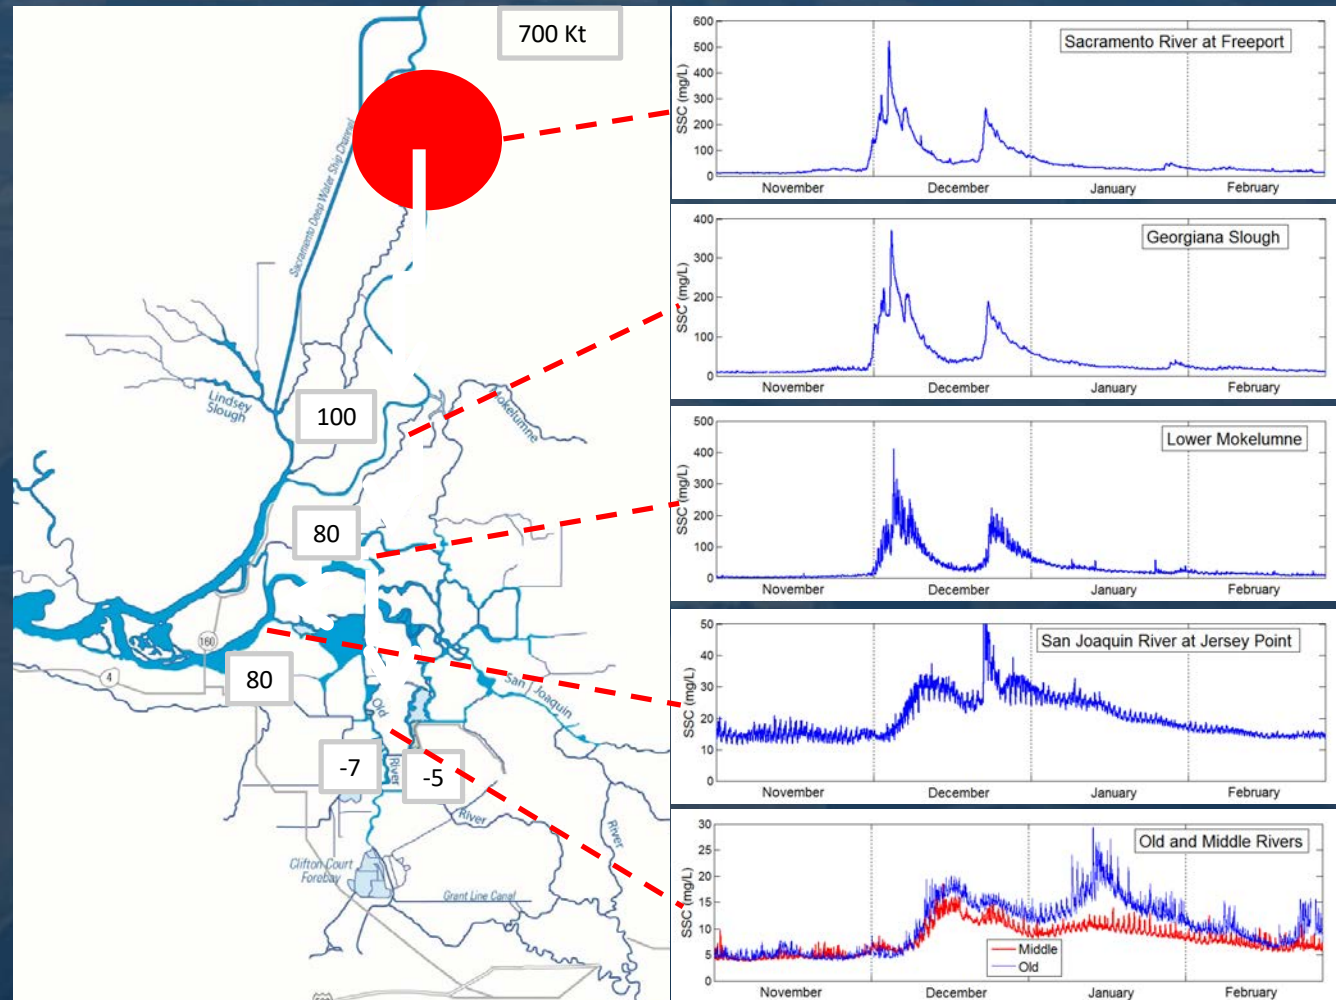 700 Kt
Sacramento Deep Water Ship Channel
Lindsey
Slough
100
Mokelumne
80
160
4
80
San Joaquin
Old
River
-7
-5
River
River
Clifton Court
Forebay
Grant Line Canal
Sacramento River at Freeport
SSC (mg/L)
600
500
400
300
200
100
0
November December January February
Georgiana Slough
SSC (mg/L)
400
300
200
100
0
November December January February
Lower Mokelumne
SSC (mg/L)
500
400
300
200
100
0
November December January February
San Joaquin River at Jersey Point
SSC (mg/L)
50
40
30
20
10
0
November December January February
Old and Middle Rivers
SSC (mg/L)
30
25
20
15
10
5
0
Middle
Old
November December January February